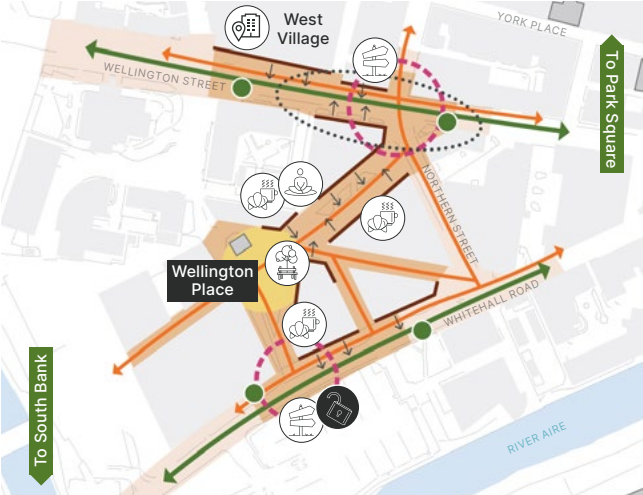 West
Village
YORK PLACE
To Park Square
WELLINGTON STREET
NORTHERN STREET
Wellington
Place
WHITEHALL ROAD
To South Bank
RIVER AIRE